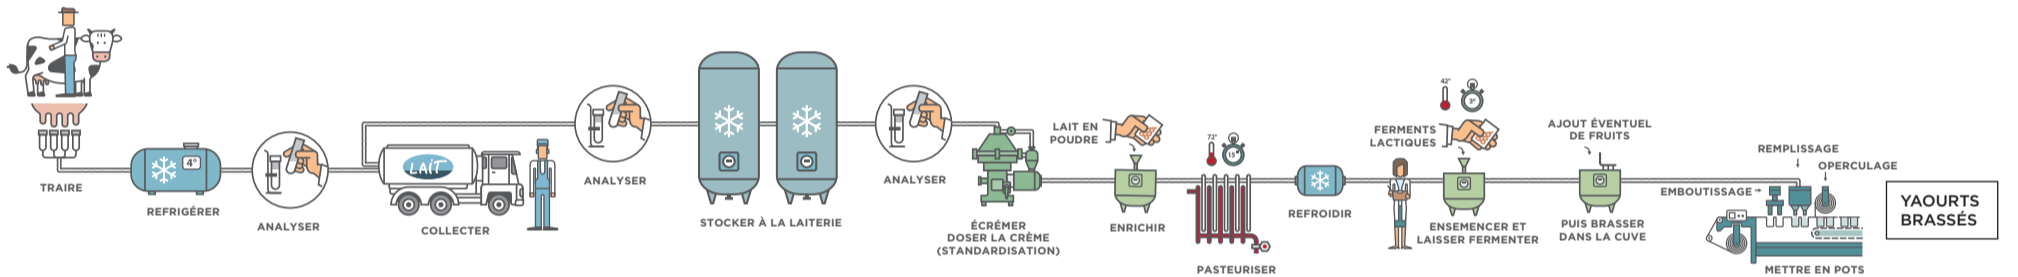 TRAIRE
4°
REFRIGÉRER
ANALYSER
LAIT
COLLECTER
ANALYSER
STOCKER À LA LAITERIE
ANALYSER
ÉCRÉMER
DOSER LA CRÈME
(STANDARDISATION)
LAIT EN
POUDRE
ENRICHIR
72°
15"
PASTEURISER
REFROIDIR
42°
3"
FERMENTS
LACTIQUES
ENSEMENCER ET
LAISSER FERMENTER
AJOUT ÉVENTUEL
DE FRUITS
PUIS BRASSER
DANS LA CUVE
REMPLISSAGE
OPERCULAGE
EMBOUTISSAGE
METTRE EN POTS
YAOURTS
BRASSÉS